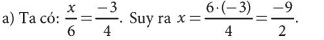 a) Ta có: x/6 = -3/4. Suy ra x = 6·(-3)/4 = -9/2.